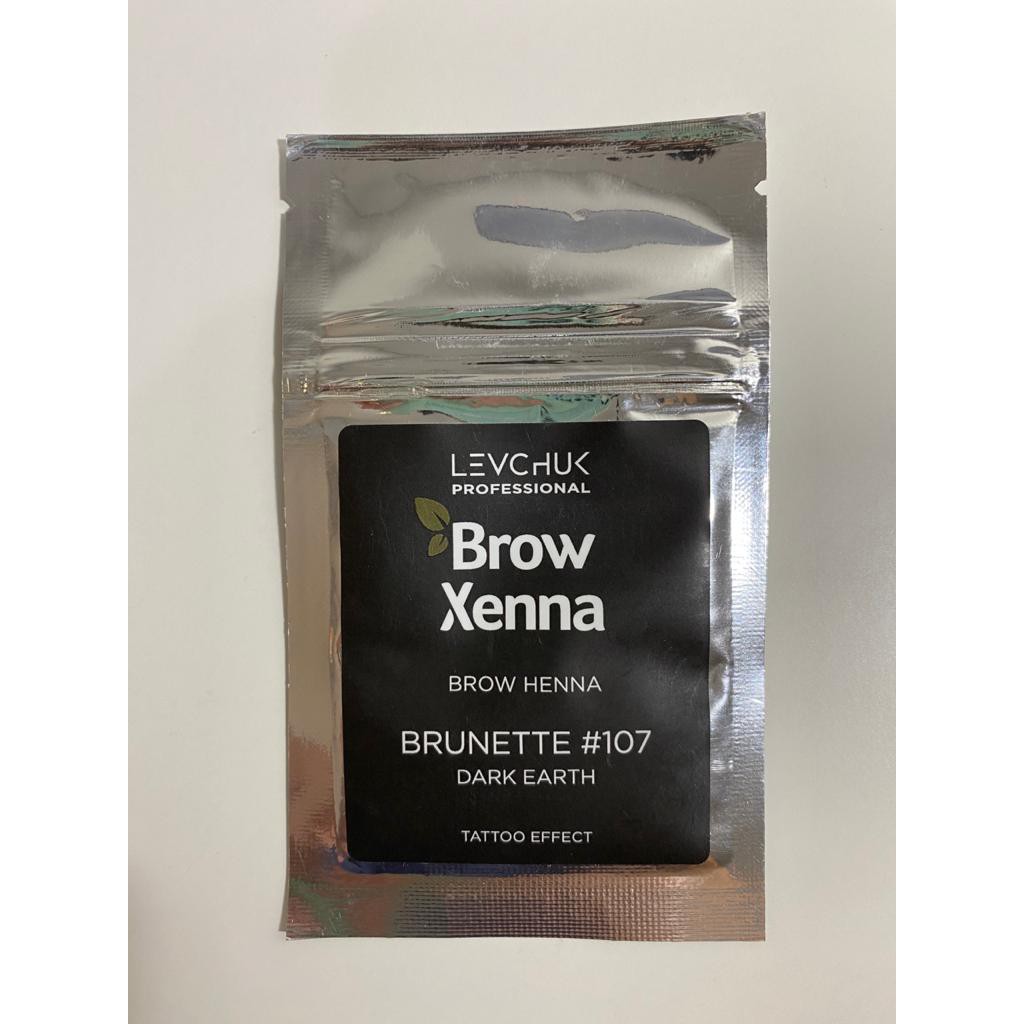 LEVCHUK
PROFESSIONAL
Brow
Xenna
BROW HENNA
BRUNETTE #107
DARK EARTH
TATTOO EFFECT